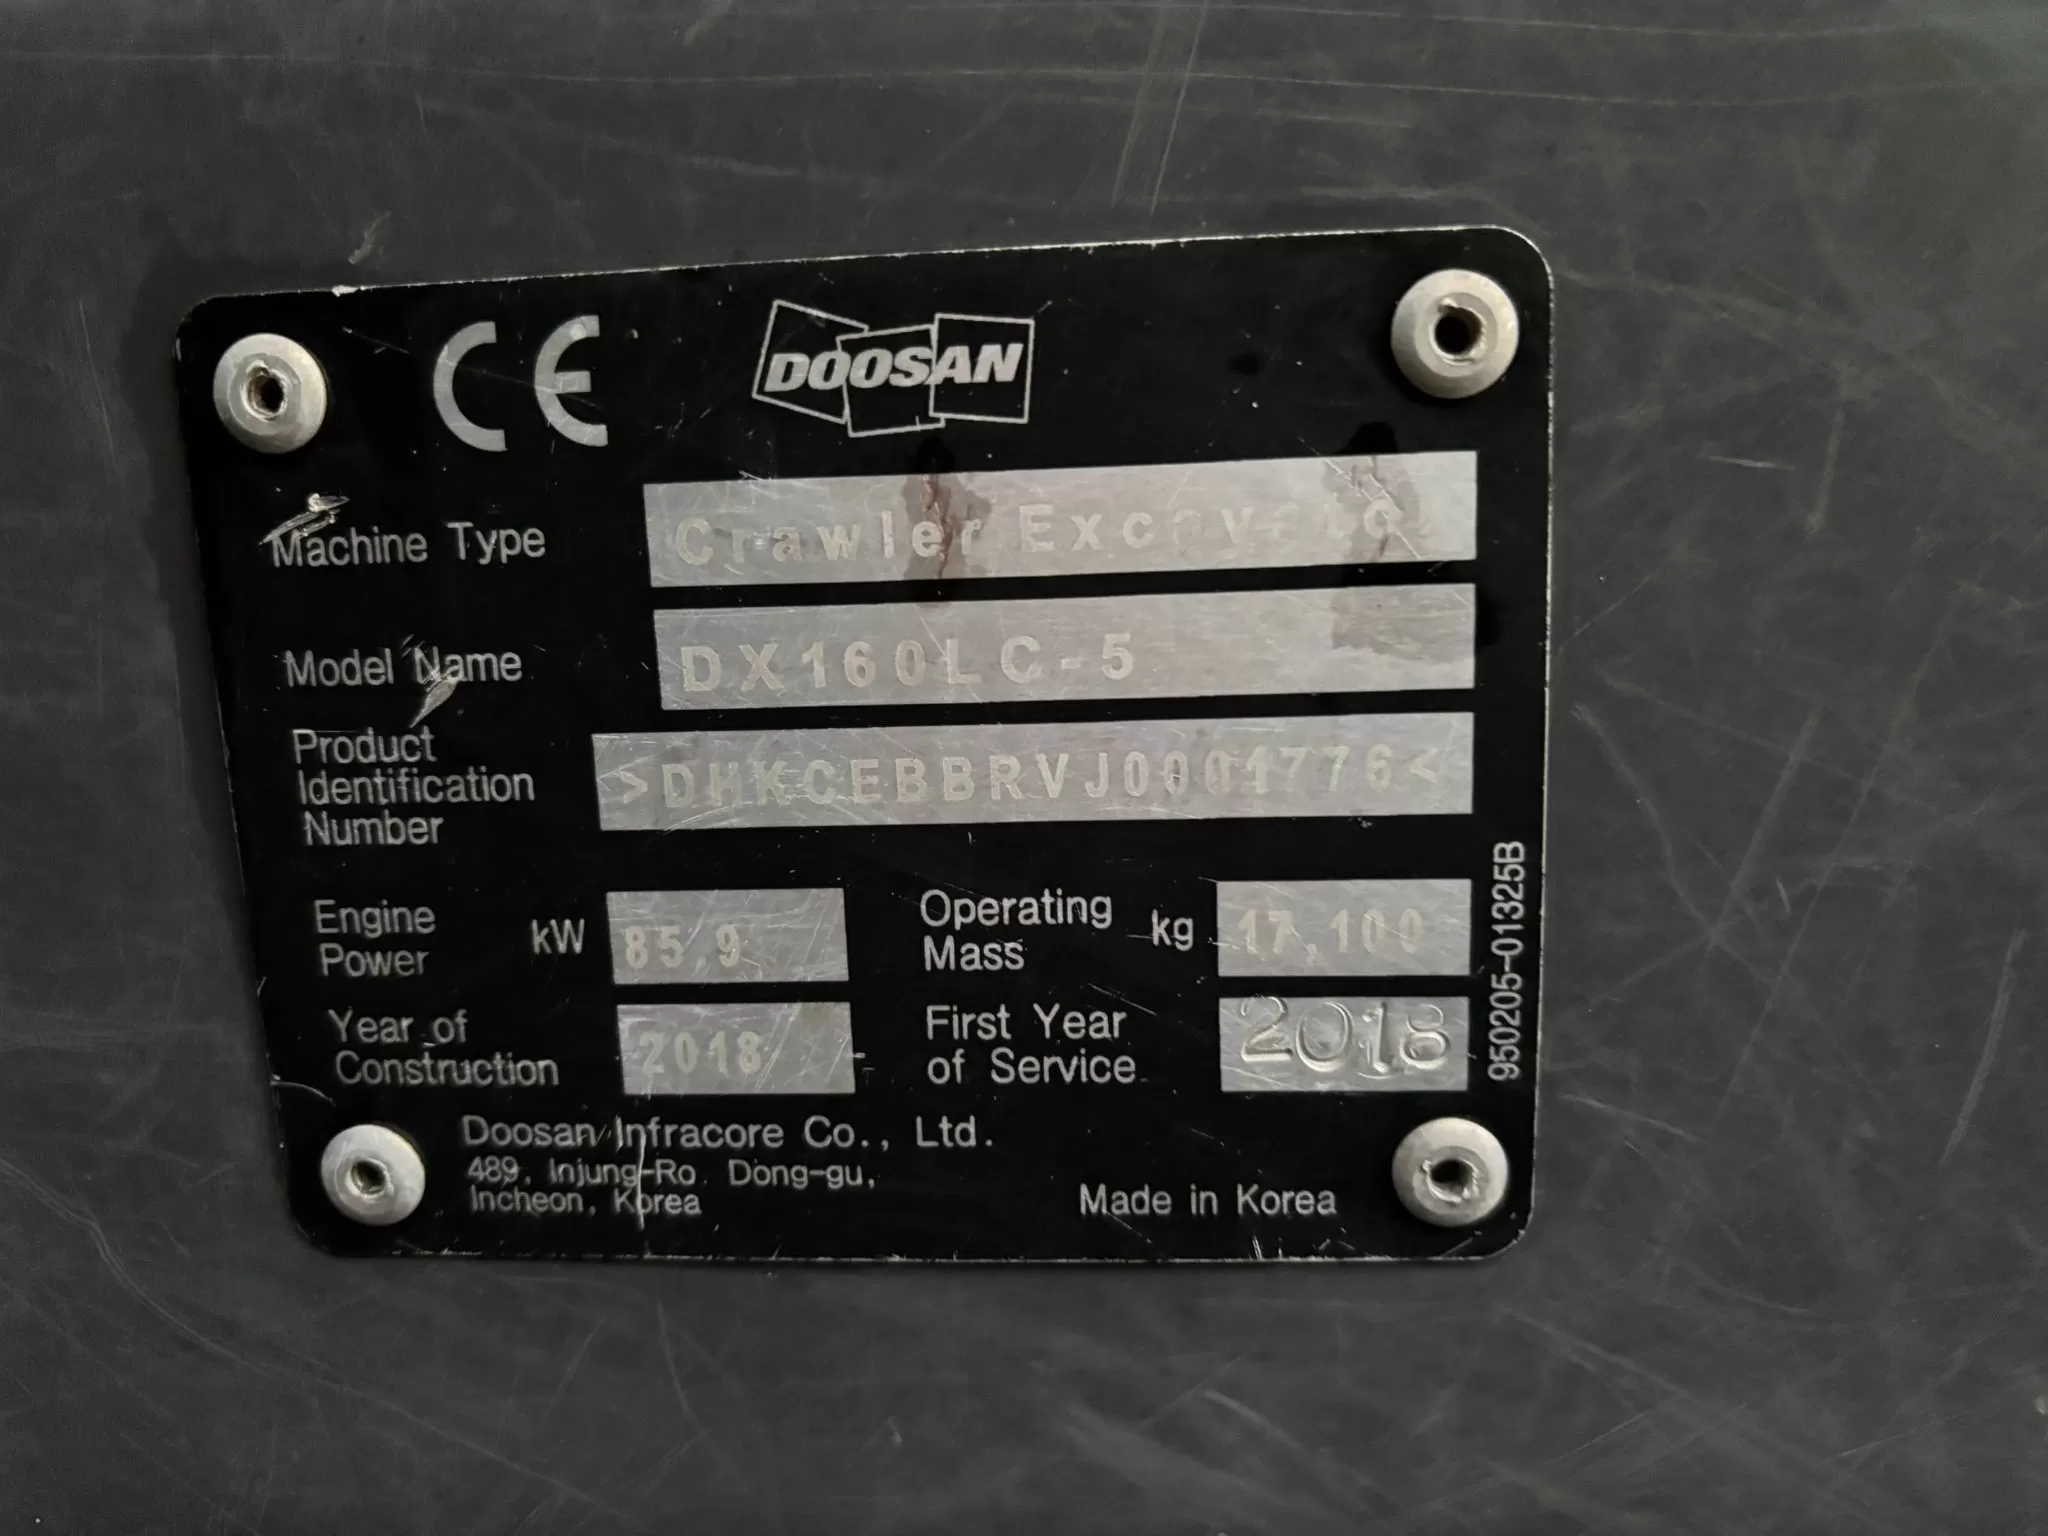 CE DOOSAN
Machine Type Crawler Excavator
Model Name DX160LC-5
Product
Identification
Number >DHKCEBBRVJ0001776<
Engine
Power kW 85.9
Operating
Mass kg 17,100
Year of
Construction 2018
First Year
of Service 2018
Doosan Infracore Co., Ltd.
489, Injung-Ro. Dong-gu,
Incheon, Korea
Made in Korea
950205-01325B